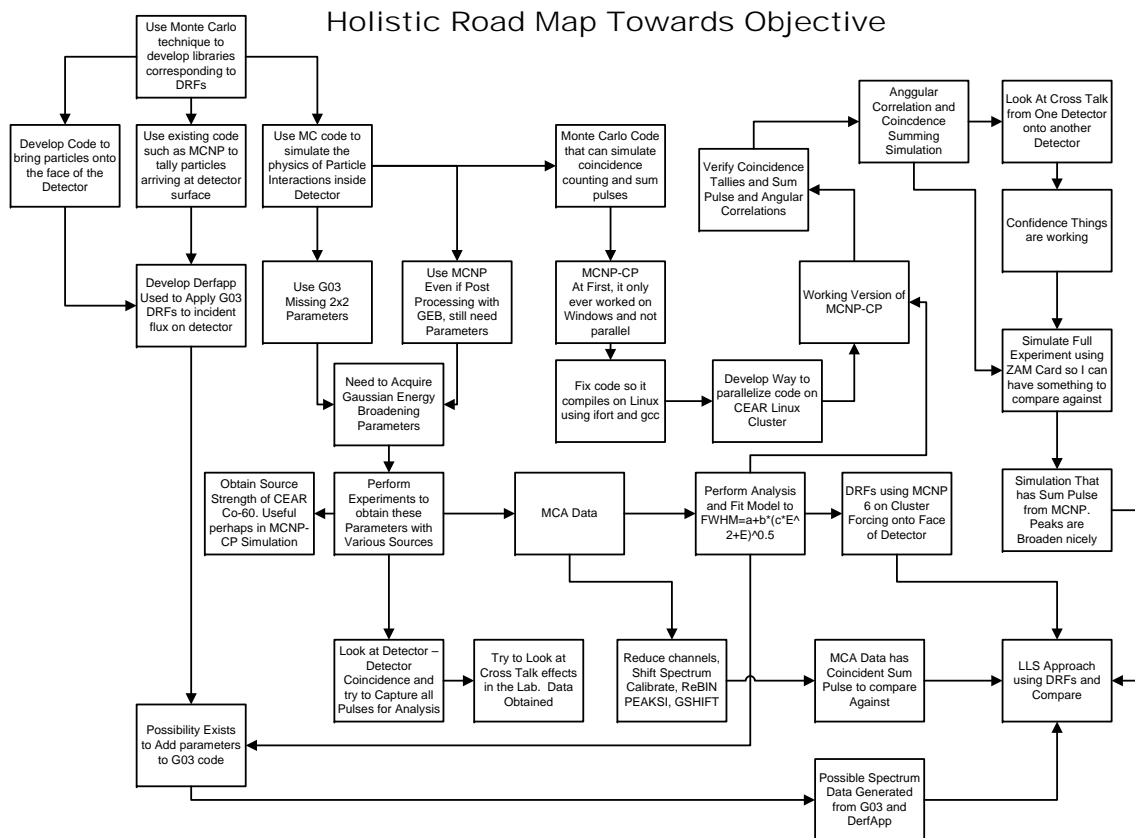 Holistic Road Map Towards Objective
Use Monte Carlo
technique to
develop libraries
corresponding to
DRFs
Develop Code to
bring particles onto
the face of the
Detector
Use existing code
such as MCNP to
tally particles
arriving at detector
surface
Use MC code to
simulate the
physics of Particle
Interactions inside
Detector
Monte Carlo Code
that can simulate
coincidence
counting and sum
pulses
Verify Coincidence
Tallies and Sum
Pulse and Angular
Correlations
Anggular
Correlation and
Coincdence
Summing
Simulation
Look At Cross Talk
from One Detector
onto another
Detector
Confidence Things
are working
Develop Derfapp
Used to Apply G03
DRFs to incident
flux on detector
Use G03
Missing 2x2
Parameters
Use MCNP
Even if Post
Processing with
GEB, still need
Parameters
MCNP-CP
At First, it only
ever worked on
Windows and not
parallel
Working Version of
MCNP-CP
Simulate Full
Experiment using
ZAM Card so I can
have something to
compare against
Need to Acquire
Gaussian Energy
Broadening
Parameters
Fix code so it
compiles on Linux
using ifort and gcc
Develop Way to
parallelize code on
CEAR Linux
Cluster
Obtain Source
Strength of CEAR
Co-60. Useful
perhaps in MCNP-
CP Simulation
Perform
Experiments to
obtain these
Parameters with
Various Sources
MCA Data
Perform Analysis
and Fit Model to
FWHM=a+b*(c*E^
2+E)^0.5
DRFs using MCNP
6 on Cluster
Forcing onto Face
of Detector
Simulation That
has Sum Pulse
from MCNP.
Peaks are
Broaden nicely
Look at Detector –
Detector
Coincidence and
try to Capture all
Pulses for Analysis
Try to Look at
Cross Talk effects
in the Lab. Data
Obtained
Reduce channels,
Shift Spectrum
Calibrate, ReBIN
PEAKSI, GSHIFT
MCA Data has
Coincident Sum
Pulse to compare
Against
LLS Approach
using DRFs and
Compare
Possibility Exists
to Add parameters
to G03 code
Possible Spectrum
Data Generated
from G03 and
DerfApp